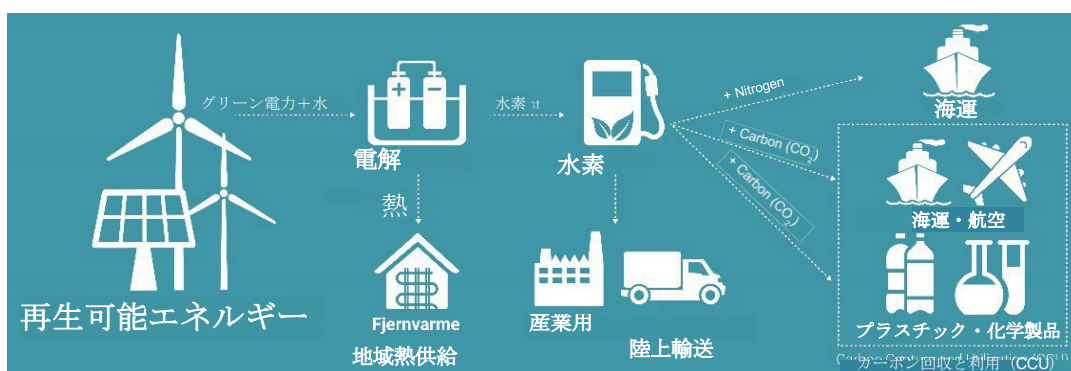 グリーン電力+水
電解
熱
Fjernvarme
地域熱供給
再生可能エネルギー
水素
水素
産業用
陸上輸送
+ Nitrogen
海運
+ Carbon (CO2)
+ Carbon (CO2)
海運・航空
プラスチック・化学製品
カーボン回収と利用 (CCU)